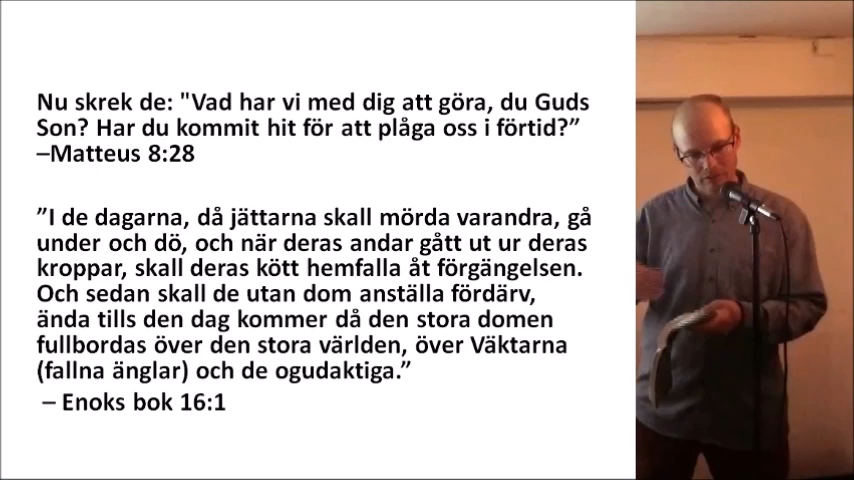 Nu skrek de: "Vad har vi med dig att göra, du Guds
Son? Har du kommit hit för att plåga oss i förtid?”
–Matteus 8:28
”I de dagarna, då jättarna skall mörda varandra, gå
under och dö, och när deras andar gått ut ur deras
kroppar, skall deras kött hemfalla åt förgängelsen.
Och sedan skall de utan dom anställa fördärv,
ända tills den dag kommer då den stora domen
fullbordas över den stora världen, över Väktarna
(fallna änglar) och de ogudaktiga.”
– Enoks bok 16:1